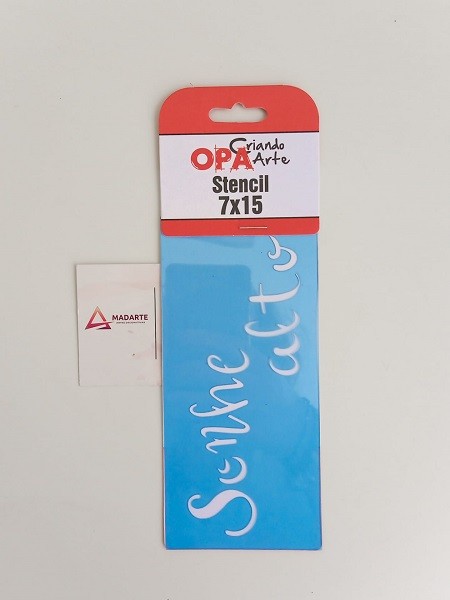 OPA Criando Arte
Stencil
7x15
MADARTE
Sonhe
alto